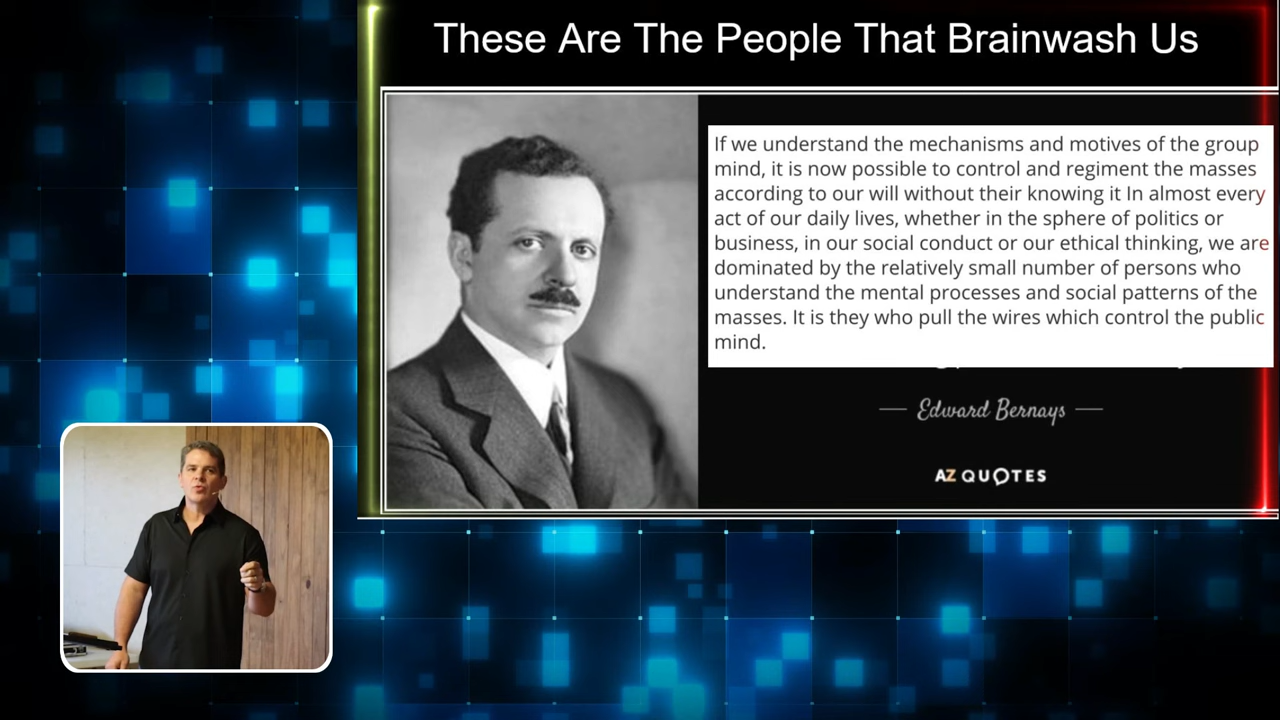 These Are The People That Brainwash Us
If we understand the mechanisms and motives of the group
mind, it is now possible to control and regiment the masses
according to our will without their knowing it In almost every
act of our daily lives, whether in the sphere of politics or
business, in our social conduct or our ethical thinking, we are
dominated by the relatively small number of persons who
understand the mental processes and social patterns of the
masses. It is they who pull the wires which control the public
mind.
Edward Bernays
AZ QUOTES